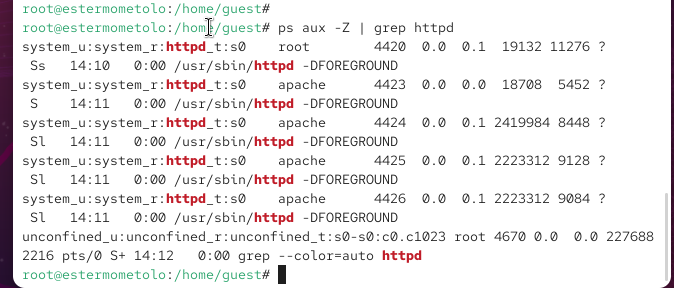 root@estermometolo:/home/guest#
root@estermometolo:/home/guest# ps aux -Z | grep httpd
system_u:system_r:httpd_t:s0    root        4420  0.0  0.1  19132 11276 ?
 Ss   14:10   0:00 /usr/sbin/httpd -DFOREGROUND
system_u:system_r:httpd_t:s0    apache      4423  0.0  0.0  18708  5452 ?
 S    14:11   0:00 /usr/sbin/httpd -DFOREGROUND
system_u:system_r:httpd_t:s0    apache      4424  0.0  0.1 2419984 8448 ?
 Sl   14:11   0:00 /usr/sbin/httpd -DFOREGROUND
system_u:system_r:httpd_t:s0    apache      4425  0.0  0.1 2223312 9128 ?
 Sl   14:11   0:00 /usr/sbin/httpd -DFOREGROUND
system_u:system_r:httpd_t:s0    apache      4426  0.0  0.1 2223312 9084 ?
 Sl   14:11   0:00 /usr/sbin/httpd -DFOREGROUND
unconfined_u:unconfined_r:unconfined_t:s0-s0:c0.c1023 root 4670 0.0  0.0 227688
2216 pts/0 S+ 14:12   0:00 grep --color=auto httpd
root@estermometolo:/home/guest#